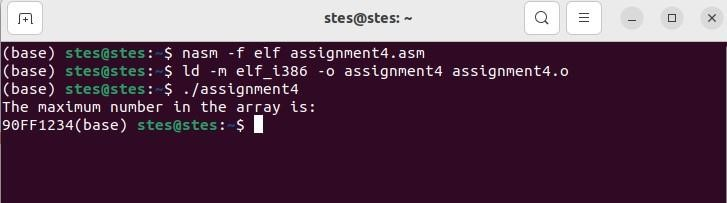 stes@stes: ~
(base) stes@stes:~$ nasm -f elf assignment4.asm
(base) stes@stes:~$ ld -m elf_i386 -o assignment4 assignment4.o
(base) stes@stes:~$ ./assignment4
The maximum number in the array is:
90FF1234(base) stes@stes:~$